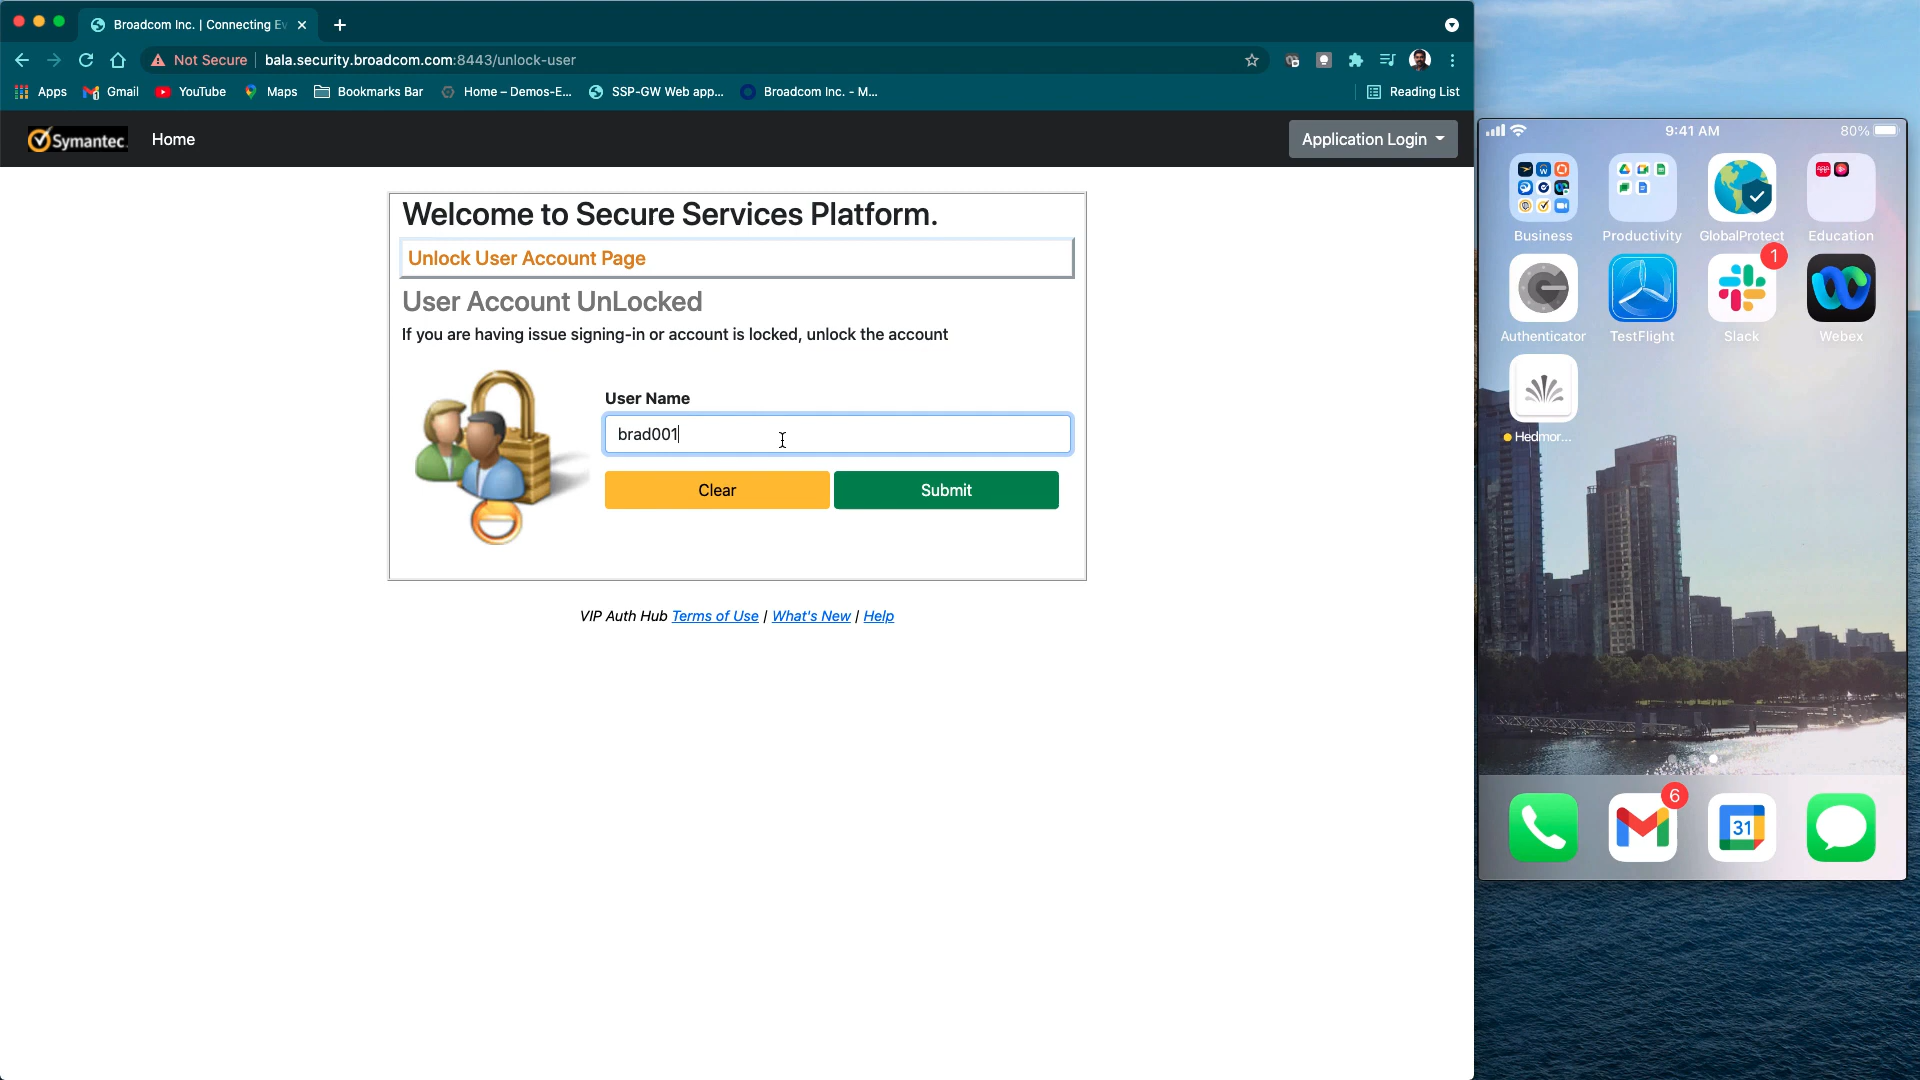 Broadcom Inc. | Connecting Ev
Not Secure
bala.security.broadcom.com:8443/unlock-user
Apps
Gmail
YouTube
Maps
Bookmarks Bar
Home – Demos-E...
SSP-GW Web app...
Broadcom Inc. - M...
Reading List
Symantec.
Home
Application Login
Welcome to Secure Services Platform.
Unlock User Account Page
User Account UnLocked
If you are having issue signing-in or account is locked, unlock the account
User Name
brad001
Clear
Submit
VIP Auth Hub Terms of Use | What's New | Help
9:41 AM
80%
Business
Productivity
GlobalProtect
Education
1
Authenticator
TestFlight
Slack
Webex
Hedmor...
6
31